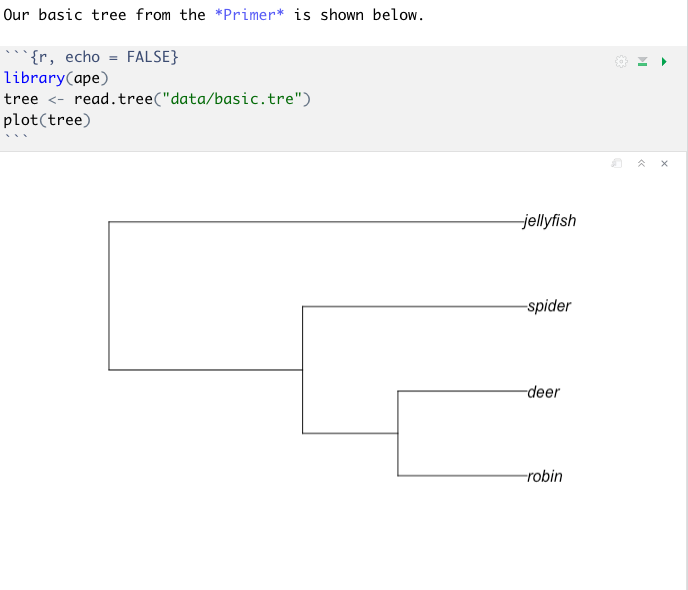 Our basic tree from the *Primer* is shown below.
```{r, echo = FALSE}
library(ape)
tree <- read.tree("data/basic.tre")
plot(tree)
```
jellyfish
spider
deer
robin